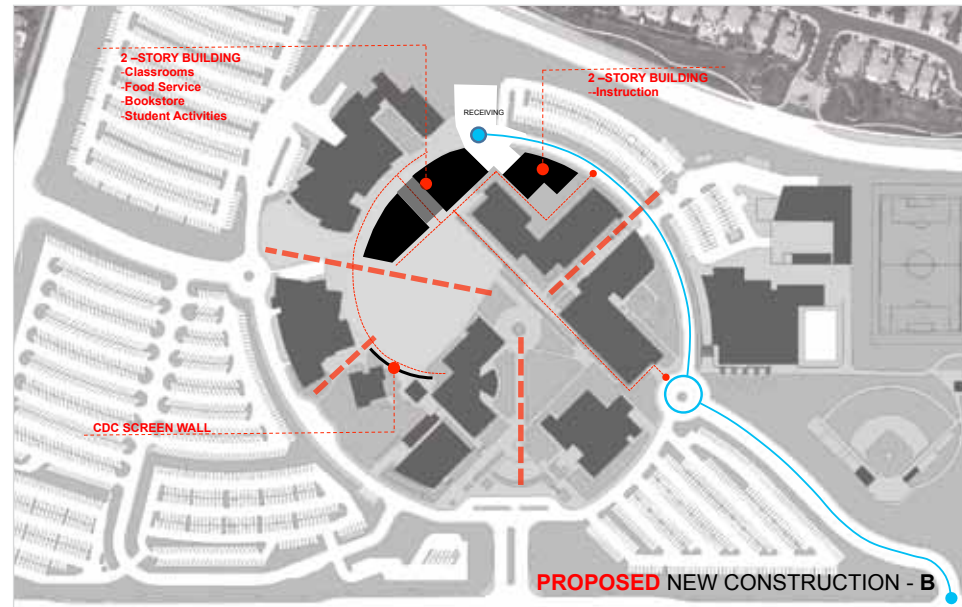 2 –STORY BUILDING
-Classrooms
-Food Service
-Bookstore
-Student Activities
2 –STORY BUILDING
--Instruction
RECEIVING
CDC SCREEN WALL
PROPOSED NEW CONSTRUCTION - B